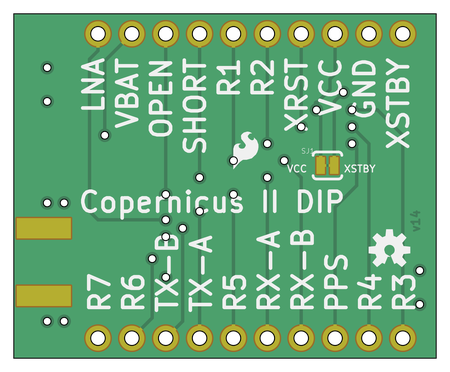 LNA
VBAT
OPEN
SHORT
R1
R2
XRST
VCC
GND
XSTBY
SJ1
VCC
XSTBY
Copernicus II DIP
v14
R7
R6
TX-B
TX-A
R5
RX-A
RX-B
PPS
R4
R3